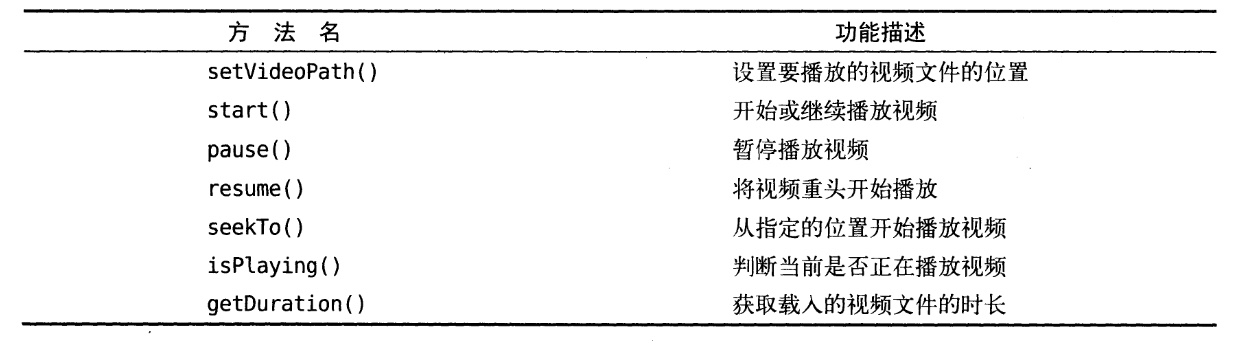 方 法 名 功能描述
setVideoPath() 设置要播放的视频文件的位置
start() 开始或继续播放视频
pause() 暂停播放视频
resume() 将视频重头开始播放
seekTo() 从指定的位置开始播放视频
isPlaying() 判断当前是否正在播放视频
getDuration() 获取载入的视频文件的时长